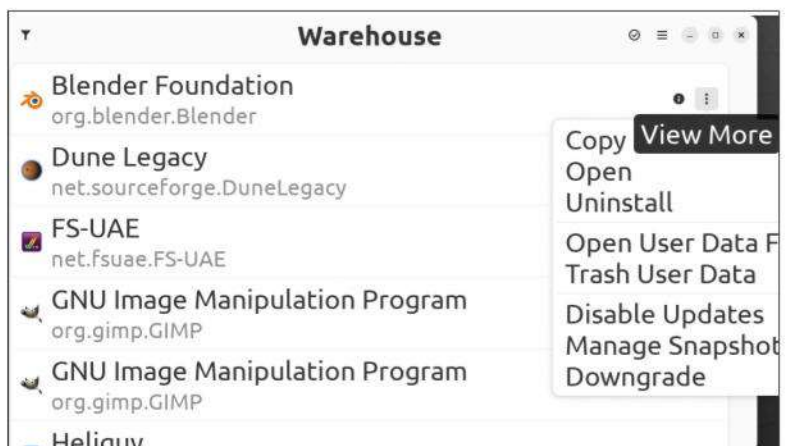 Warehouse
Blender Foundation
org.blender.Blender
Dune Legacy
net.sourceforge.DuneLegacy
FS-UAE
net.fsuae.FS-UAE
GNU Image Manipulation Program
org.gimp.GIMP
GNU Image Manipulation Program
org.gimp.GIMP
Heliguy
View More
Copy
Open
Uninstall
Open User Data F
Trash User Data
Disable Updates
Manage Snapshot
Downgrade